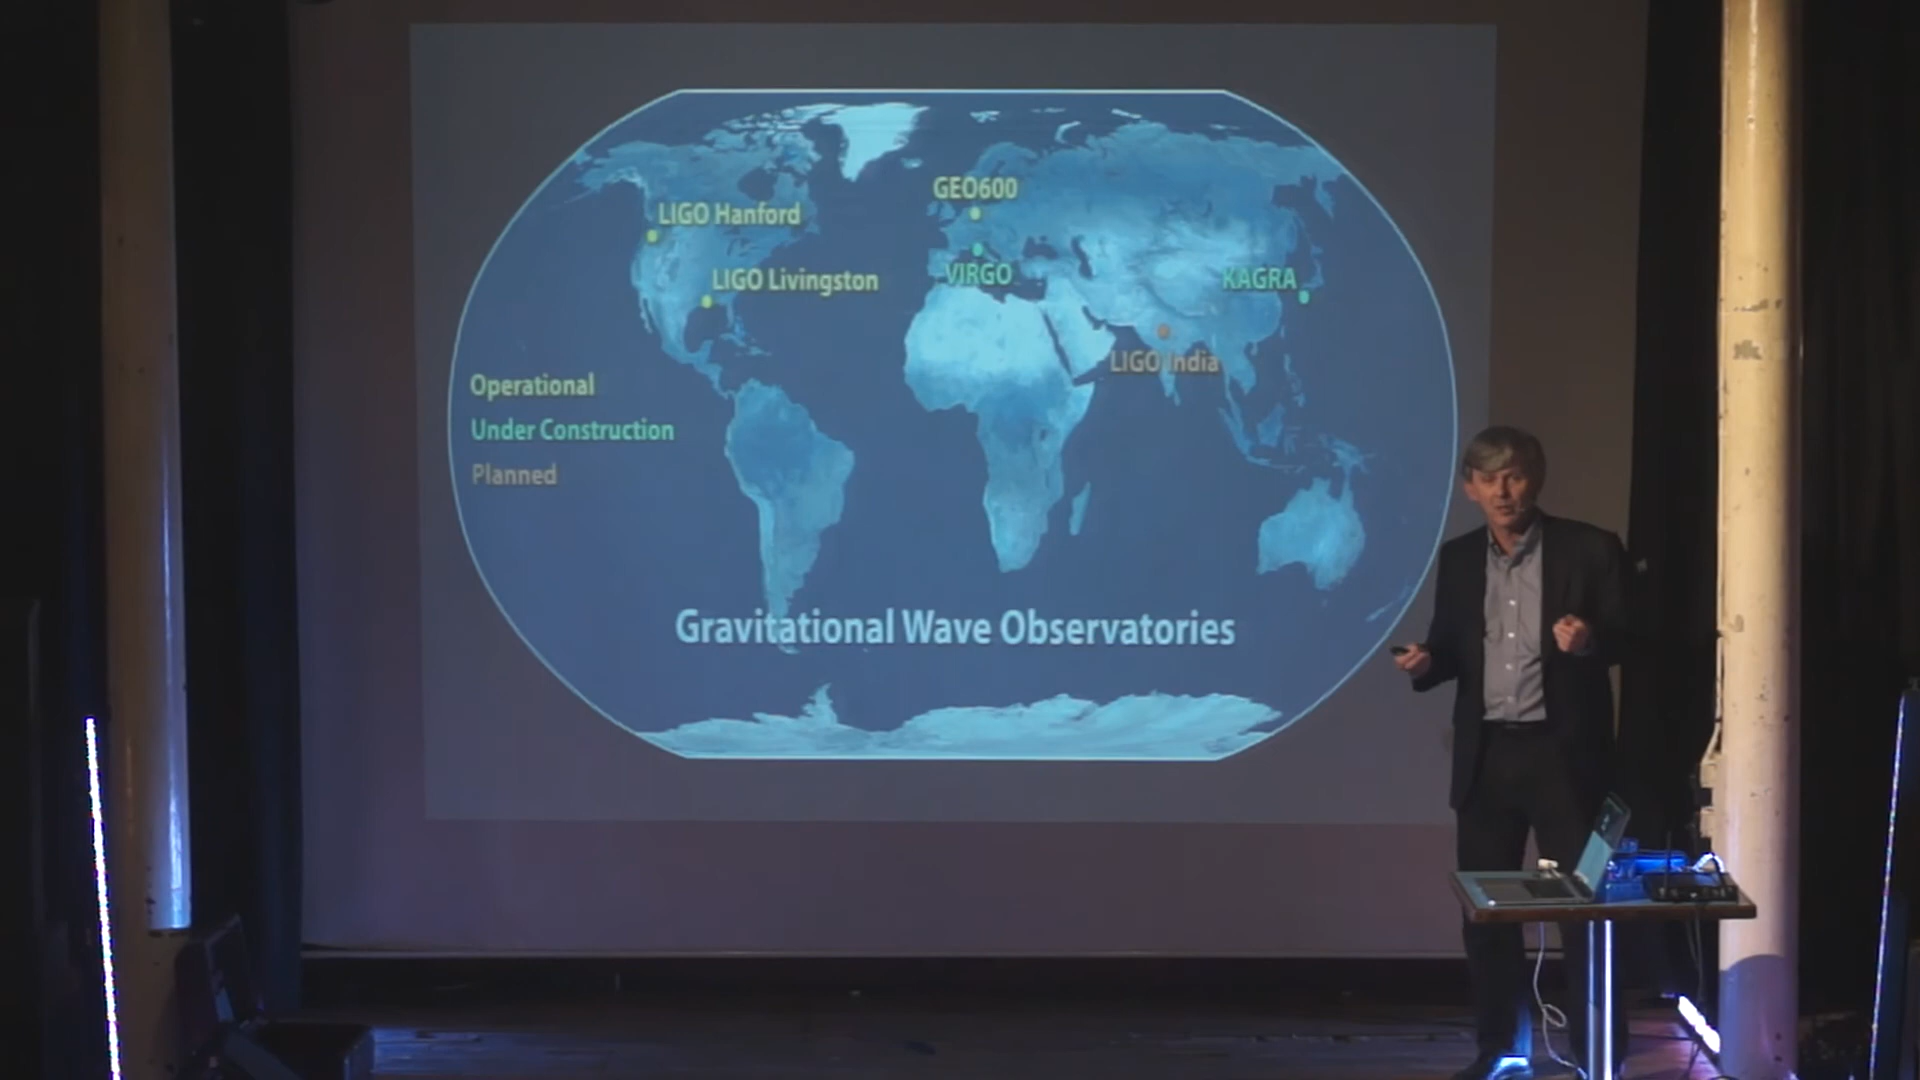 GEO600
LIGO Hanford
LIGO Livingston
VIRGO
KAGRA
LIGO India
Operational
Under Construction
Planned
Gravitational Wave Observatories